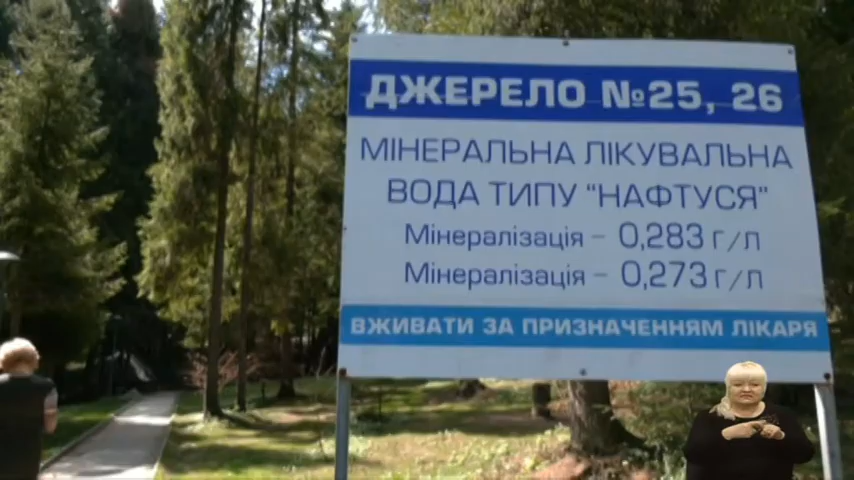 ДЖЕРЕЛО №25, 26
МІНЕРАЛЬНА ЛІКУВАЛЬНА
ВОДА ТИПУ "НАФТУСЯ"
Мінералізація – 0,283 г/л
Мінералізація – 0,273 г/л
ВЖИВАТИ ЗА ПРИЗНАЧЕННЯМ ЛІКАРЯ